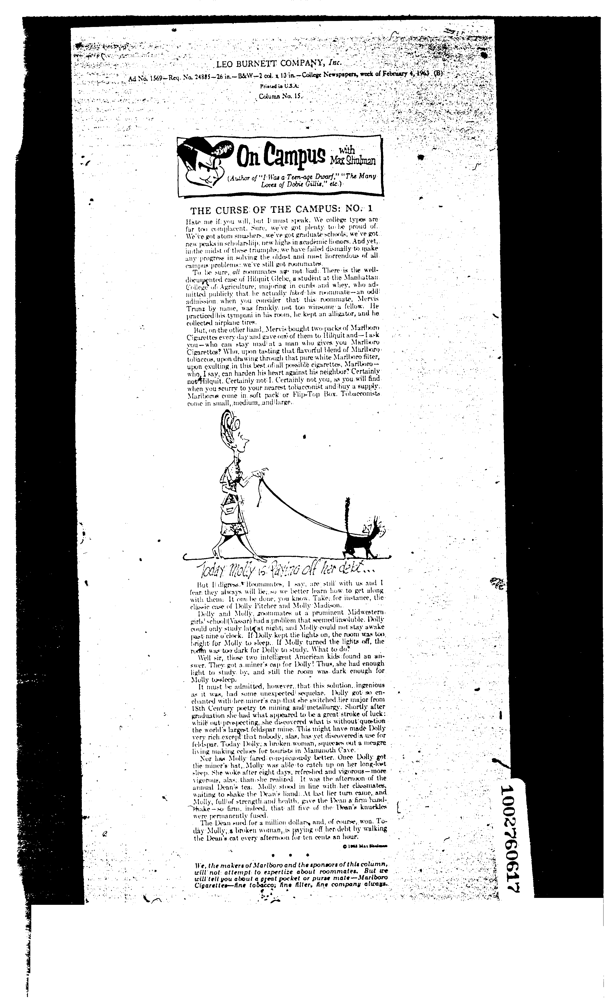 LEO BURNETT COMPANY, Inc.
Ad No. 1569—Req. No. 24885—26 in.—B&W—2 col. x 13 in.—College Newspapers, week of February 4, 1963 (B)
Printed in U.S.A.
Column No. 15.
On Campus with Max Shulman
(Author of "I Was a Teen-age Dwarf," "The Many
Loves of Dobie Gillis," etc.)
THE CURSE OF THE CAMPUS: NO. 1
Hate me if you will, but I must speak. We college types are
far too complacent. Sure, we've got plenty to be proud of.
We've got atom smashers, we've got graduate schools, we've got
new peaks in scholarship, new highs in academic honors. And yet,
in the midst of these triumphs, we have failed dismally to make
any progress in solving the oldest and most horrendous of all
campus problems: we've still got roommates.
To be sure, all roommates are not bad. There is the well-
documented case of Hilquit Glebe, a student at the Manhattan
College of Agriculture, majoring in curds and whey, who ad-
mitted publicly that he actually liked his roommate—an odd
admission when you consider that this roommate, Mervis
Trunz by name, was frankly not too winsome a fellow. He
practiced his tympani in his room, he kept an alligator, and he
collected airplane tires.
But, on the other hand, Mervis bought two packs of Marlboro
Cigarettes every day and gave one of them to Hilquit and—I ask
you—who can stay mad at a man who gives you Marlboro
Cigarettes? Who, upon tasting that flavorful blend of Marlboro
tobaccos, upon drawing through that pure white Marlboro filter,
upon exulting in this best of all possible cigarettes, Marlboro—
who, I say, can harden his heart against his neighbor? Certainly
not Hilquit. Certainly not I. Certainly not you, as you will find
when you scurry to your nearest tobacconist and buy a supply.
Marlboros come in soft pack or Flip-Top Box. Tobacconists
come in small, medium, and large.
Today Molly is paying off her debt...
But I digress. Roommates, I say, are still with us and I
fear they always will be, so we better learn how to get along
with them. It can be done, you know. Take, for instance, the
classic case of Dolly Pitcher and Molly Madison.
Dolly and Molly, roommates at a prominent Midwestern
girls' school (Vassar) had a problem that seemed insoluble. Dolly
could only study late at night, and Molly could not stay awake
past nine o'clock. If Dolly kept the lights on, the room was too
bright for Molly to sleep. If Molly turned the lights off, the
room was too dark for Dolly to study. What to do?
Well sir, those two intelligent American kids found an an-
swer. They got a miner's cap for Dolly! Thus, she had enough
light to study by, and still the room was dark enough for
Molly to sleep.
It must be admitted, however, that this solution, ingenious
as it was, had some unexpected sequelae. Dolly got so en-
chanted with her miner's cap that she switched her major from
18th Century poetry to mining and metallurgy. Shortly after
graduation she had what appeared to be a great stroke of luck:
while out prospecting, she discovered what is without question
the world's largest feldspar mine. This might have made Dolly
very rich except that nobody, alas, has yet discovered a use for
feldspar. Today Dolly, a broken woman, squeezes out a meagre
living making echoes for tourists in Mammoth Cave.
Nor has Molly fared conspicuously better. Once Dolly got
the miner's hat, Molly was able to catch up on her long-lost
sleep. She woke after eight days, refreshed and vigorous—more
vigorous, alas, than she realized. It was the afternoon of the
annual Dean's tea. Molly stood in line with her classmates,
waiting to shake the Dean's hand. At last her turn came, and
Molly, full of strength and health, gave the Dean a firm hand-
shake—so firm, indeed, that all five of the Dean's knuckles
were permanently fused.
The Dean sued for a million dollars, and, of course, won. To-
day Molly, a broken woman, is paying off her debt by walking
the Dean's cat every afternoon for ten cents an hour.
© 1963 Max Shulman
* * *
We, the makers of Marlboro and the sponsors of this column,
will not attempt to expertize about roommates. But we
will tell you about a great pocket or purse mate—Marlboro
Cigarettes—fine tobacco, fine filter, fine company always.
1002760617